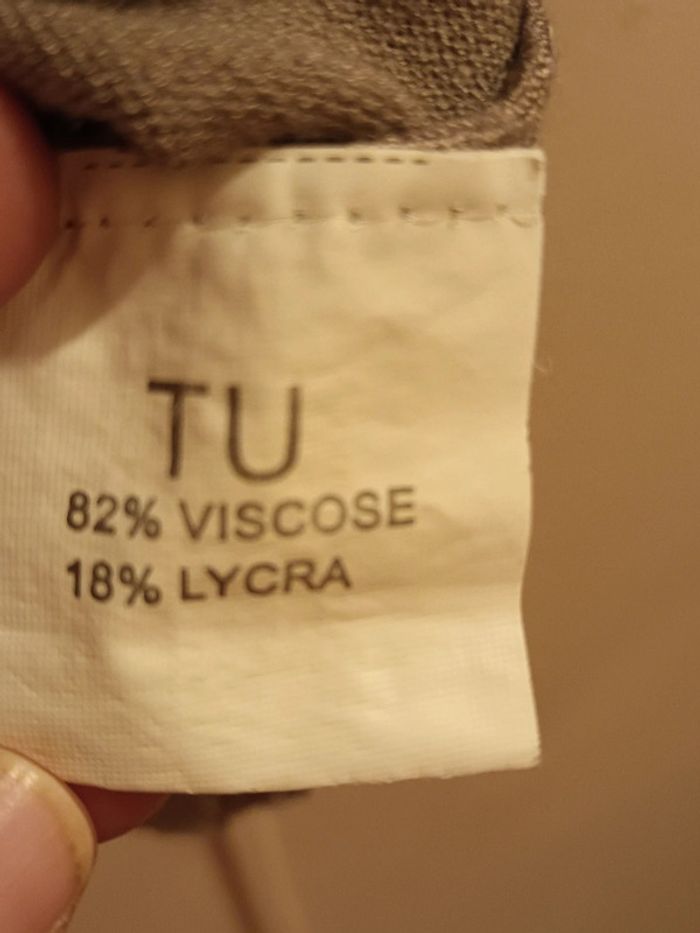 TU
82% VISCOSE
18% LYCRA